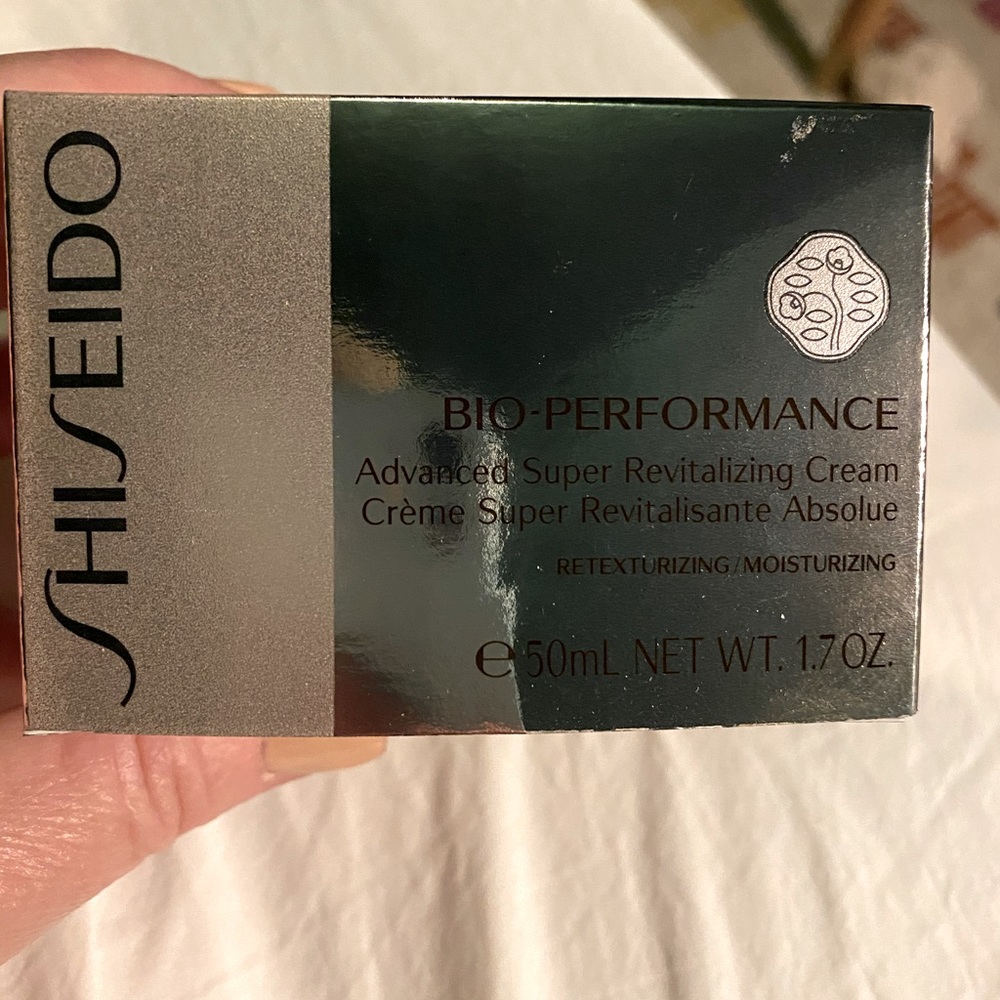 SHISEIDO
BIO-PERFORMANCE
Advanced Super Revitalizing Cream
Crème Super Revitalisante Absolue
RETEXTURIZING/MOISTURIZING
℮ 50mL NET WT. 1.7 OZ.